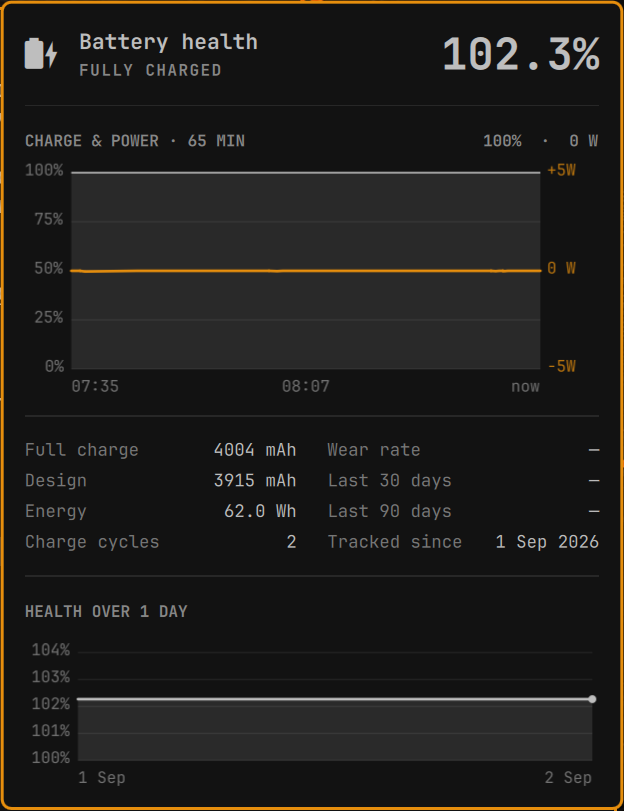 Battery health 102.3%
FULLY CHARGED
CHARGE & POWER · 65 MIN 100% · 0 W
100% +5W
75%
50% 0 W
25%
0% -5W
07:35 08:07 now
Full charge 4004 mAh Wear rate —
Design 3915 mAh Last 30 days —
Energy 62.0 Wh Last 90 days —
Charge cycles 2 Tracked since 1 Sep 2026
HEALTH OVER 1 DAY
104%
103%
102%
101%
100%
1 Sep 2 Sep